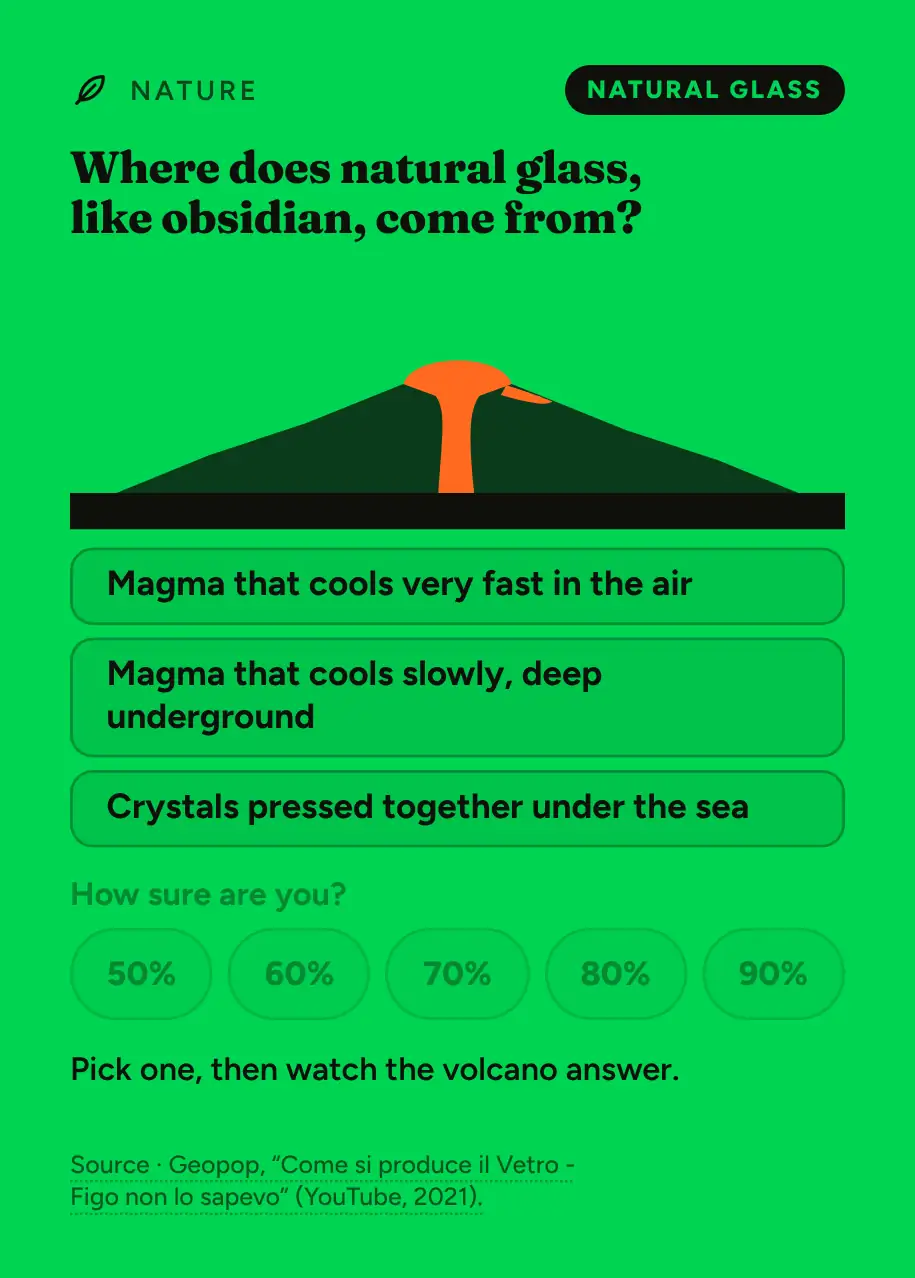 NATURE
NATURAL GLASS
Where does natural glass,
like obsidian, come from?
Magma that cools very fast in the air
Magma that cools slowly, deep
underground
Crystals pressed together under the sea
How sure are you?
50%
60%
70%
80%
90%
Pick one, then watch the volcano answer.
Source · Geopop, “Come si produce il Vetro -
Figo non lo sapevo” (YouTube, 2021).